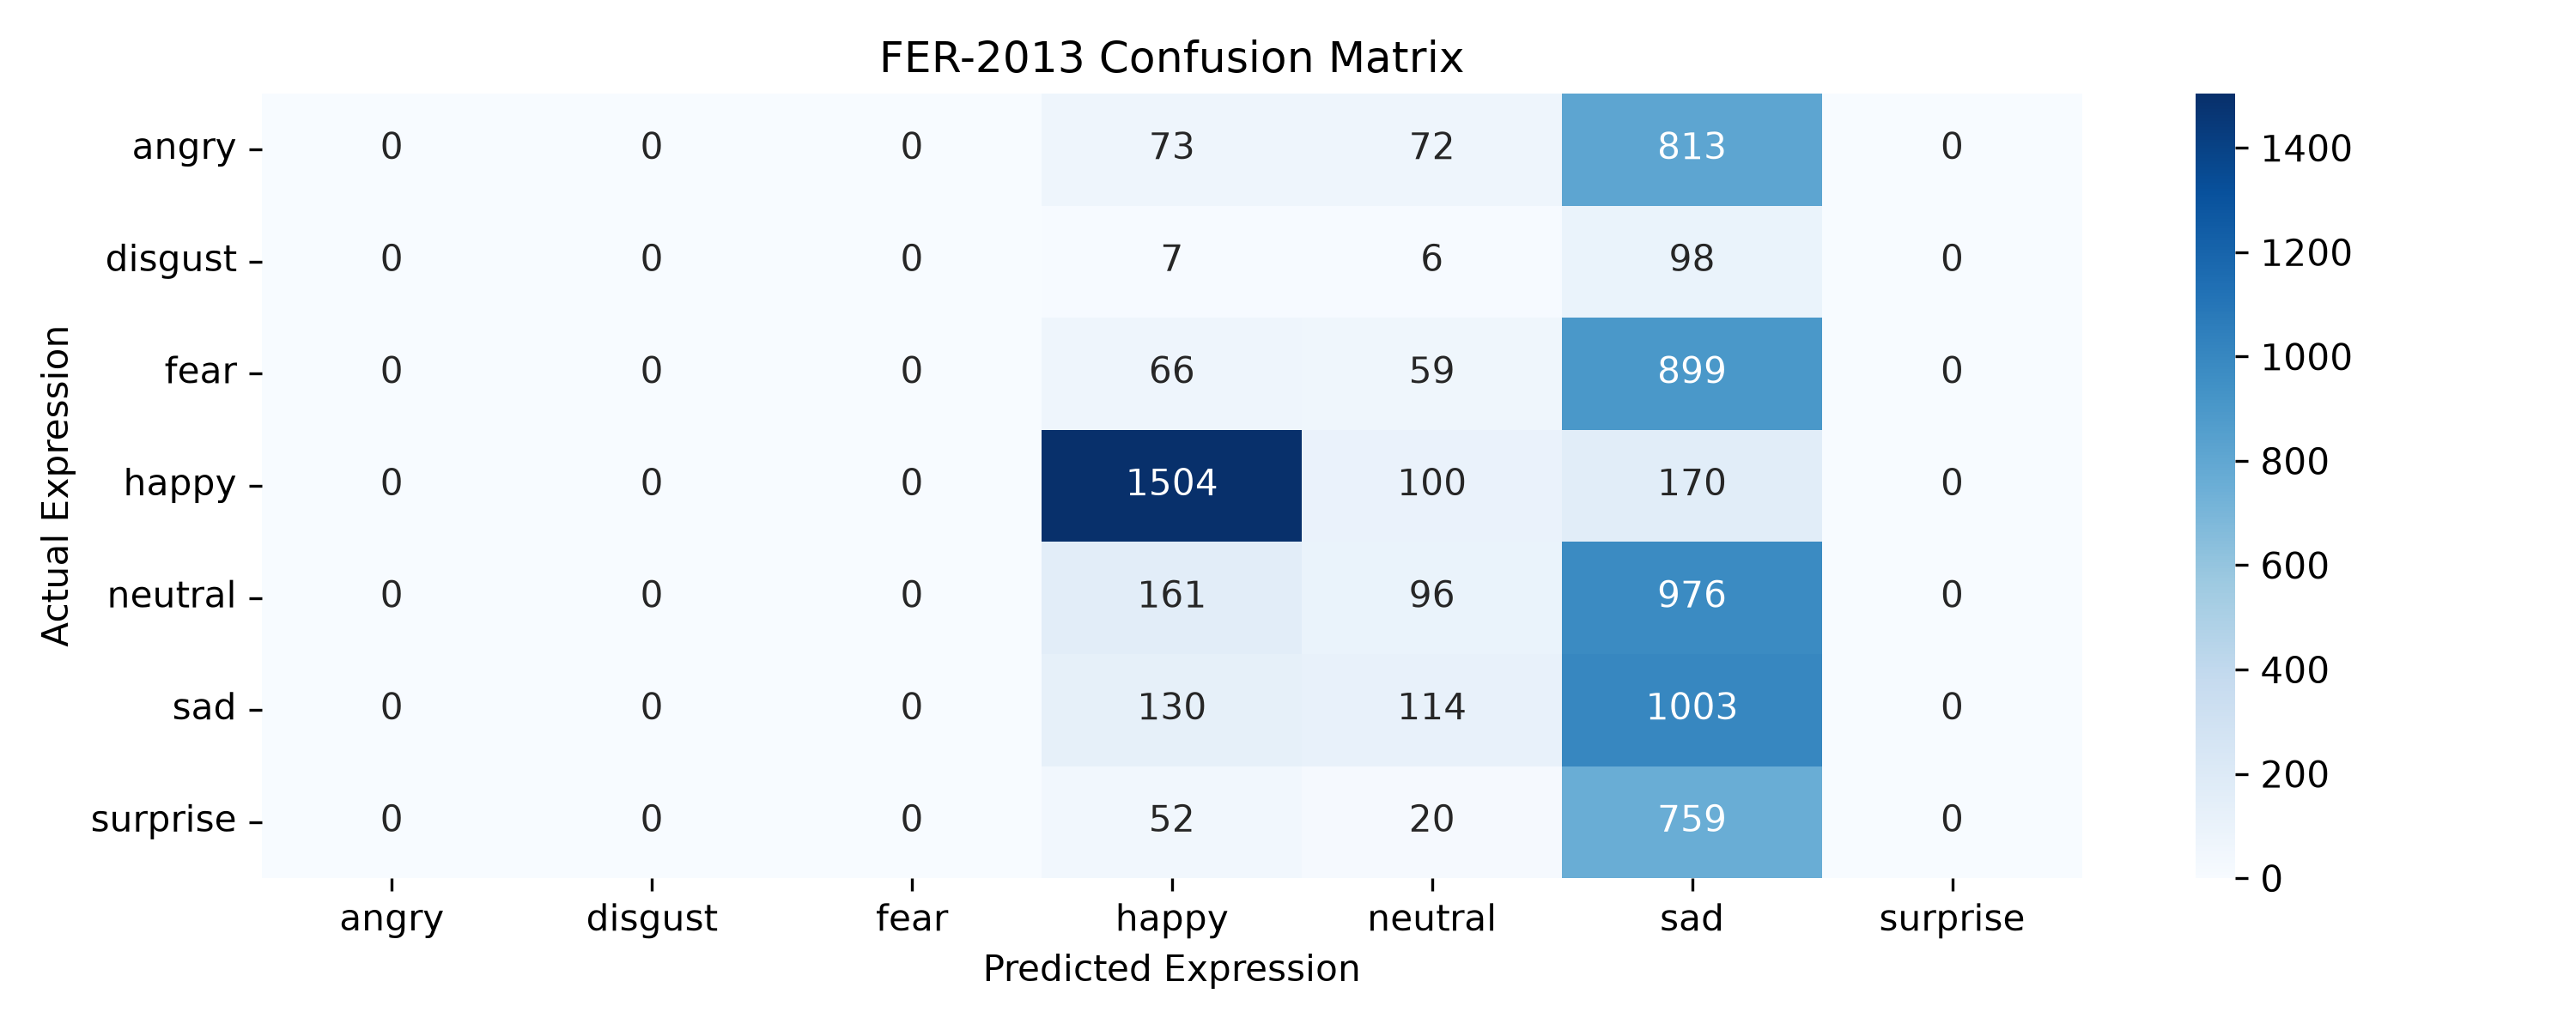 FER-2013 Confusion Matrix
angry 0 0 0 73 72 813 0
disgust 0 0 0 7 6 98 0
fear 0 0 0 66 59 899 0
happy 0 0 0 1504 100 170 0
neutral 0 0 0 161 96 976 0
sad 0 0 0 130 114 1003 0
surprise 0 0 0 52 20 759 0
angry disgust fear happy neutral sad surprise
Predicted Expression
Actual Expression
1400
1200
1000
800
600
400
200
0